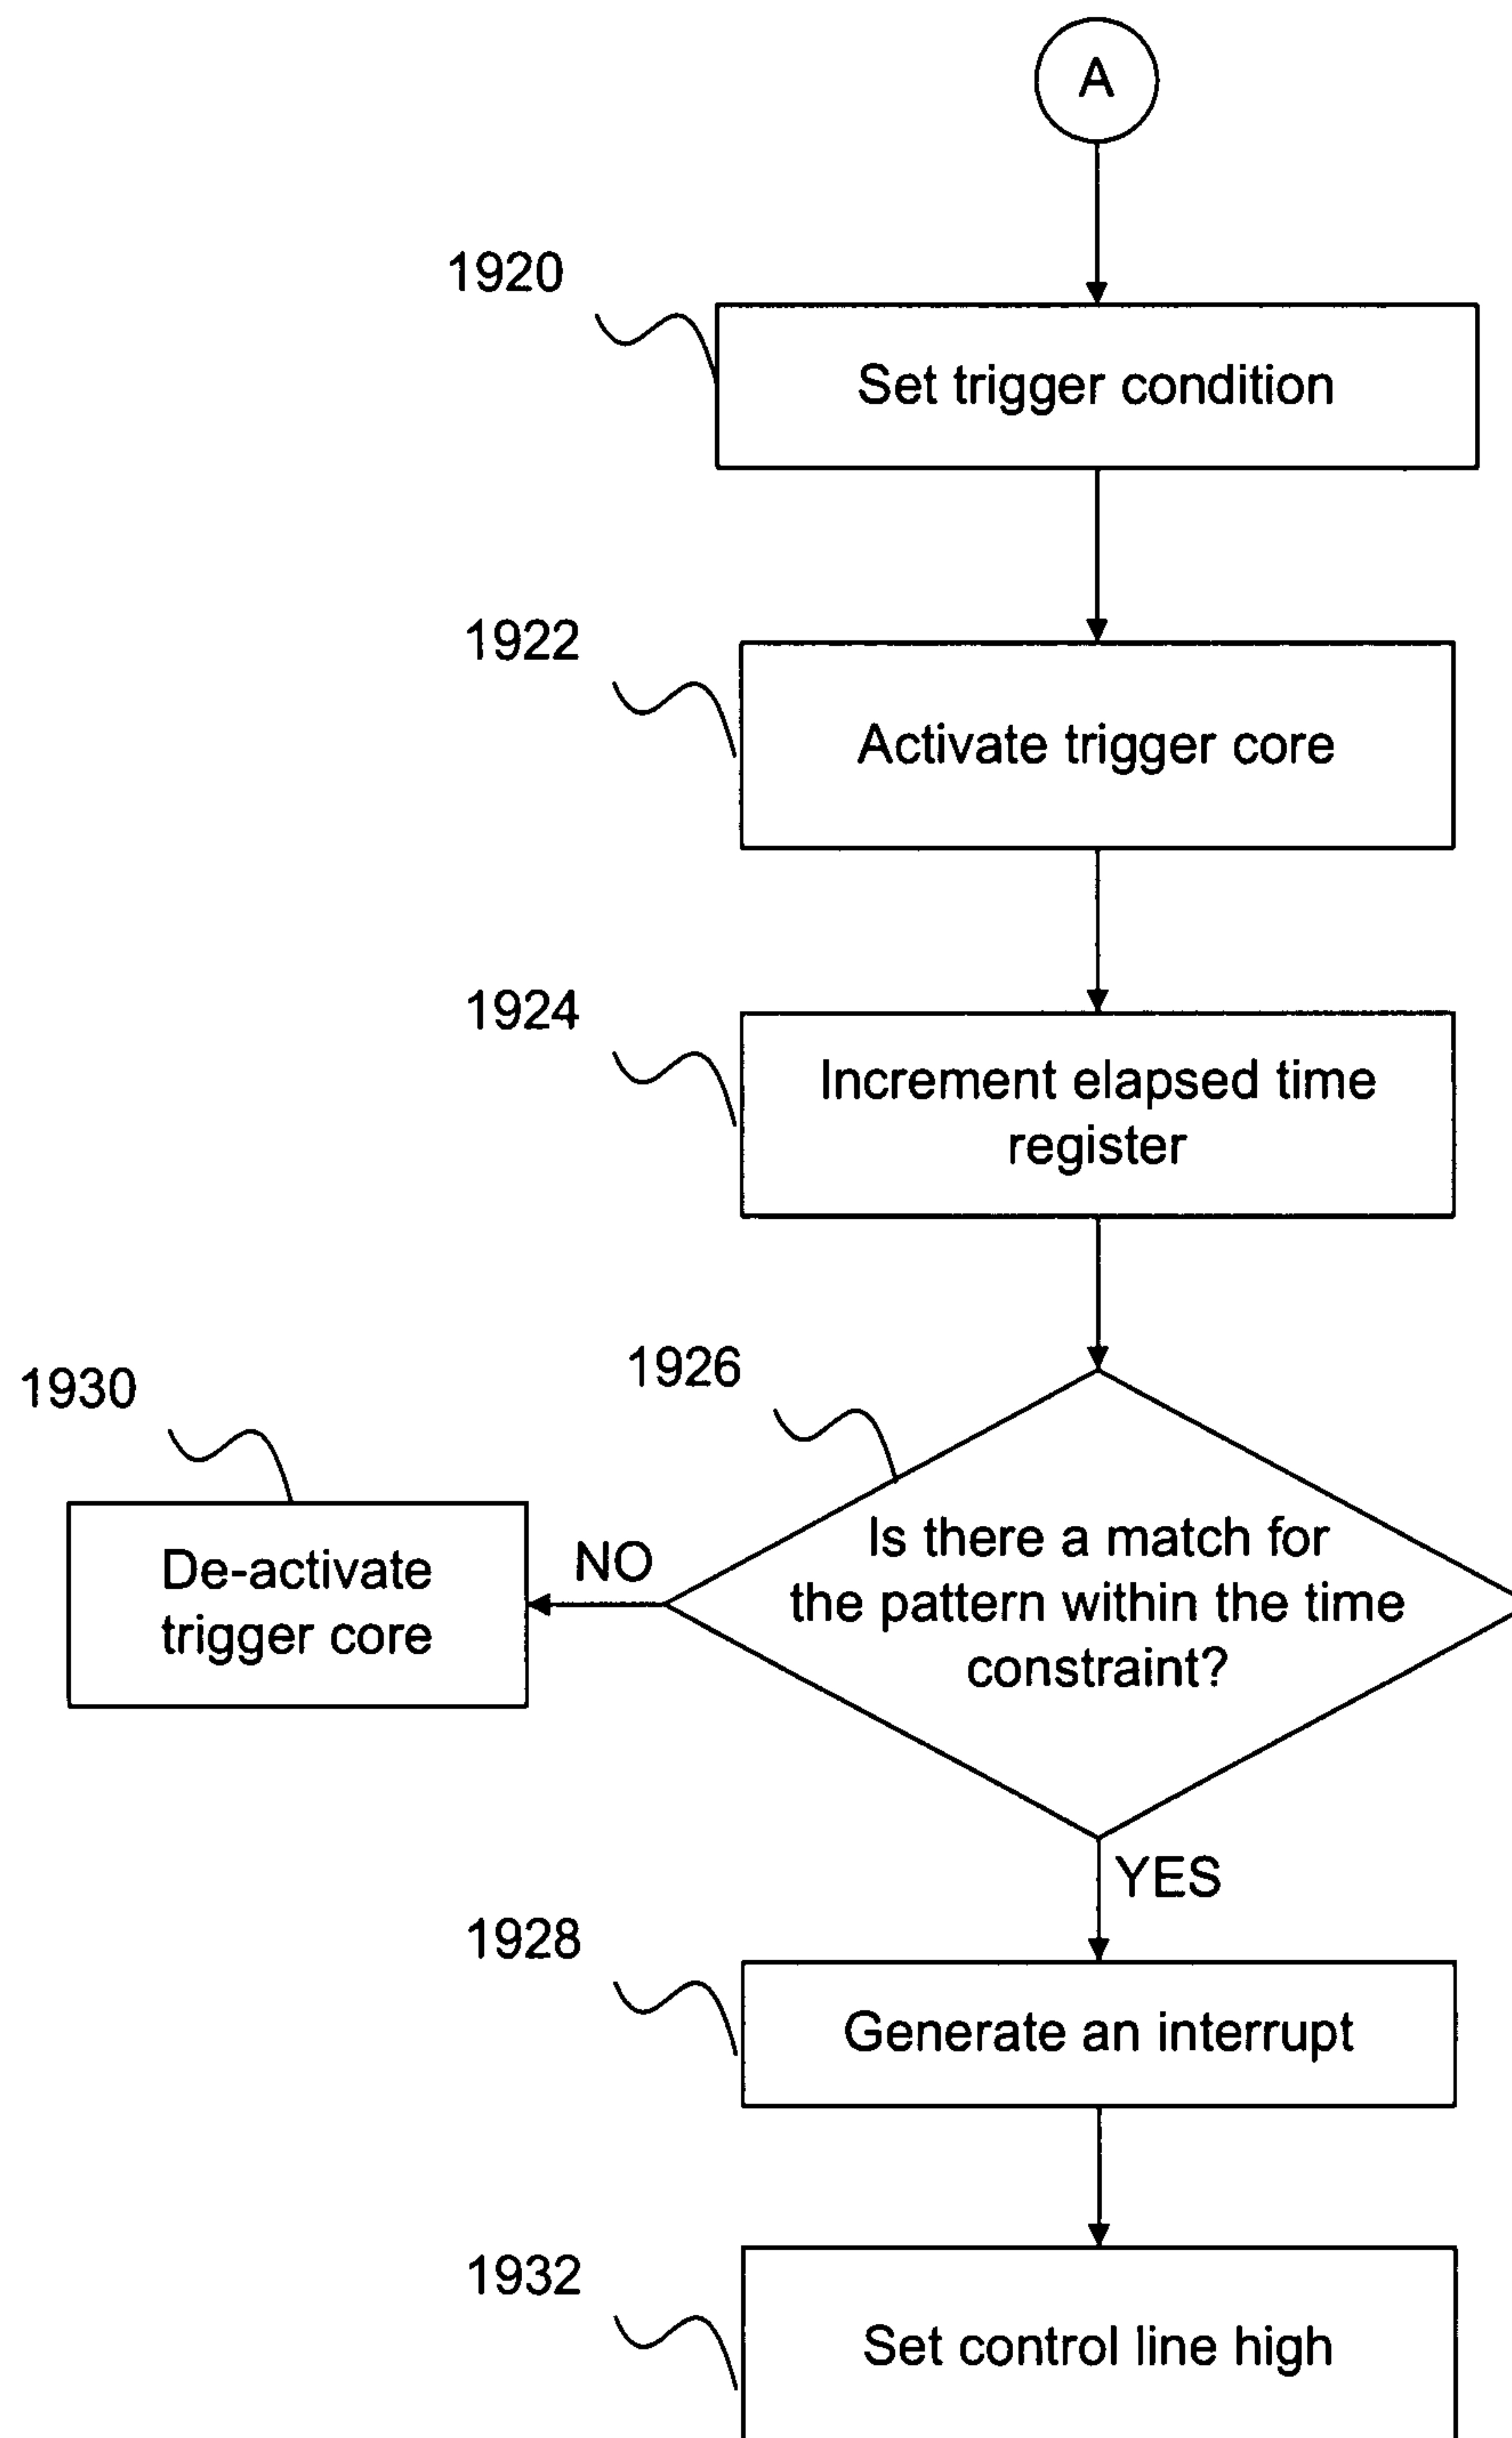 A
1920
Set trigger condition
1922
Activate trigger core
1924
Increment elapsed time
register
1926
1930
Is there a match for
the pattern within the time
constraint?
NO
De-activate
trigger core
YES
1928
Generate an interrupt
1932
Set control line high